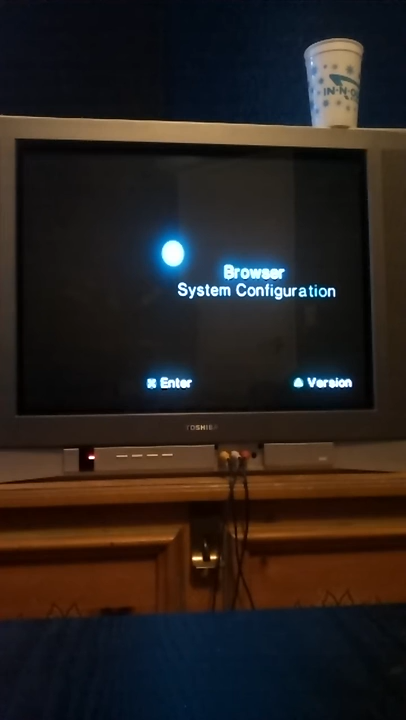 IN-N-OUT
Browser
System Configuration
Enter
Version
TOSHIBA